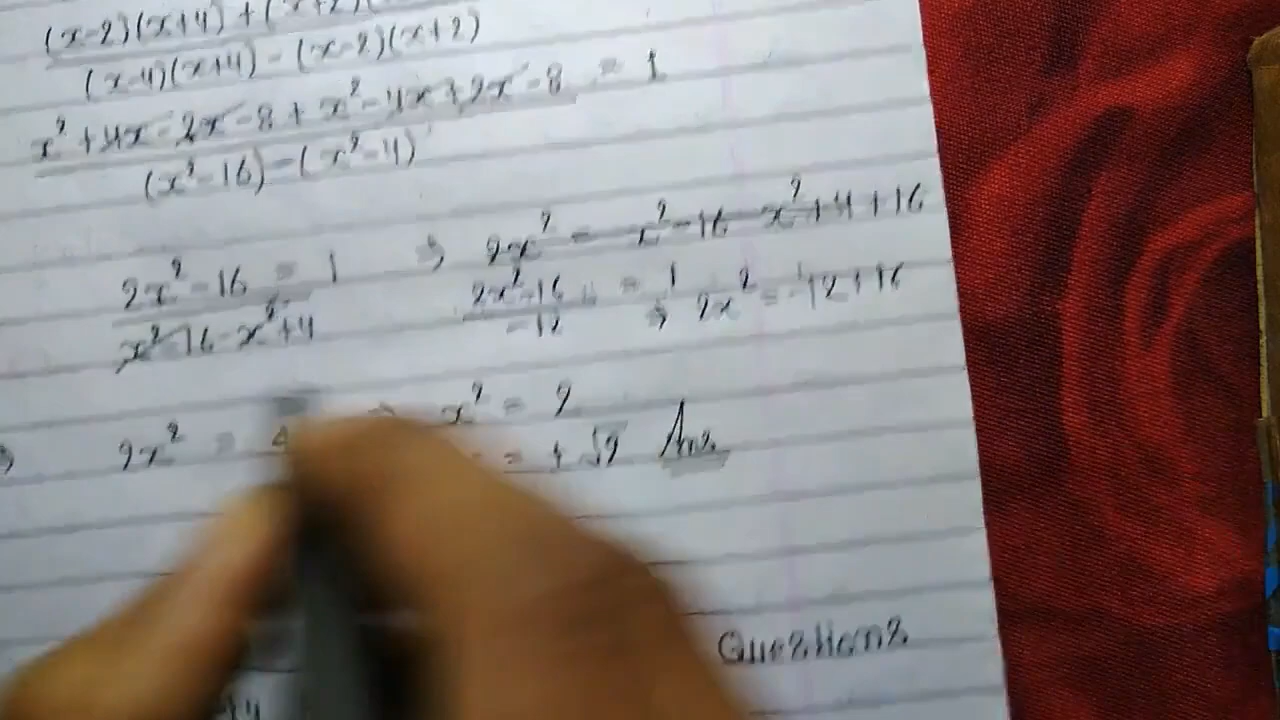 (x-2)(x+4) + (x+2)(
(x-4)(x+4) - (x-2)(x+2)
x² + 4x - 2x - 8 + x² - 4x + 2x - 8 = 1
(x² - 16) - (x² - 4)
2x² - 16 = 1
x² - 16 - x² + 4
2x² = x² - 16 - x² + 4 + 16
2x² - 16 = 1
-12
2x² = -12 + 16
2x² = 4
x² = 2
= ± √2 Ans
Questions